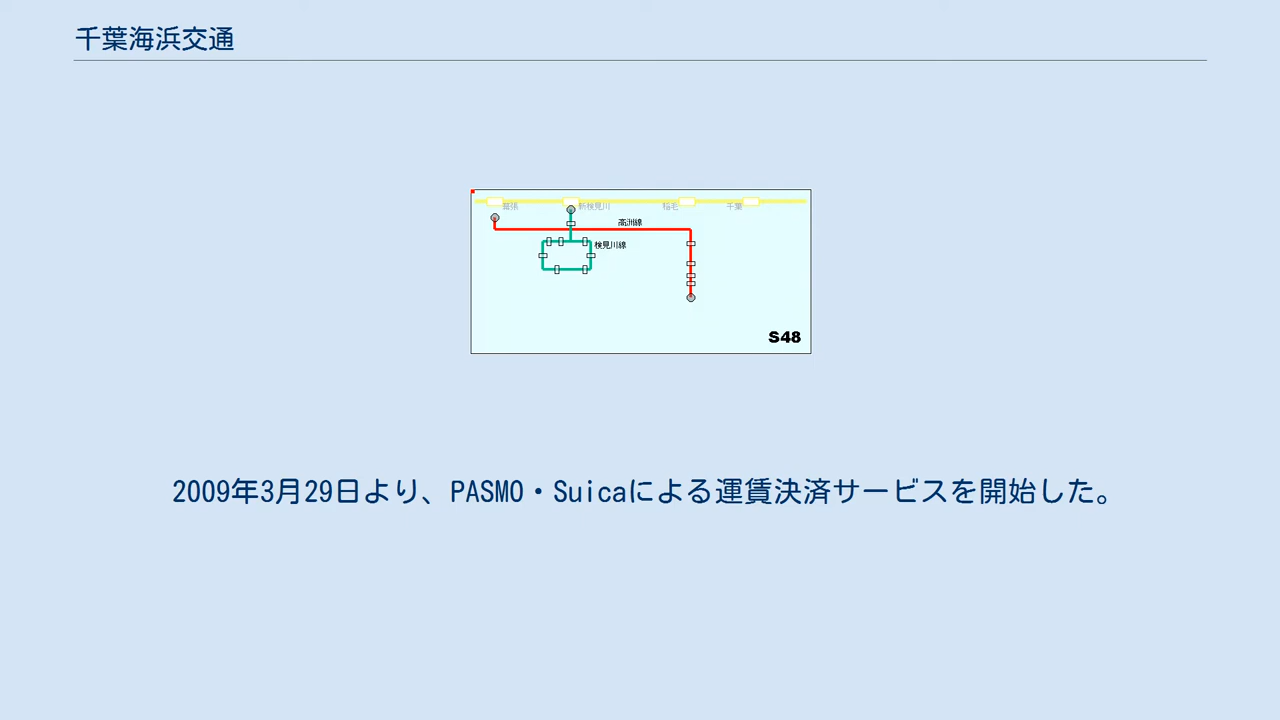 千葉海浜交通
幕張 新検見川 稲毛 千葉
高洲線
検見川線
S48
2009年3月29日より、PASMO・Suicaによる運賃決済サービスを開始した。